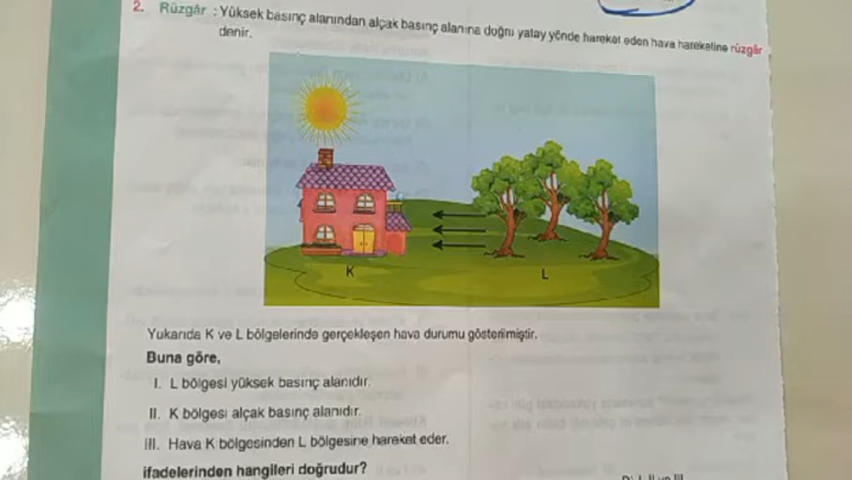 2. Rüzgâr : Yüksek basınç alanından alçak basınç alanına doğru yatay yönde hareket eden hava hareketine rüzgâr
denir.
K
L
Yukarıda K ve L bölgelerinde gerçekleşen hava durumu gösterilmiştir.
Buna göre,
I. L bölgesi yüksek basınç alanıdır.
II. K bölgesi alçak basınç alanıdır.
III. Hava K bölgesinden L bölgesine hareket eder.
ifadelerinden hangileri doğrudur?